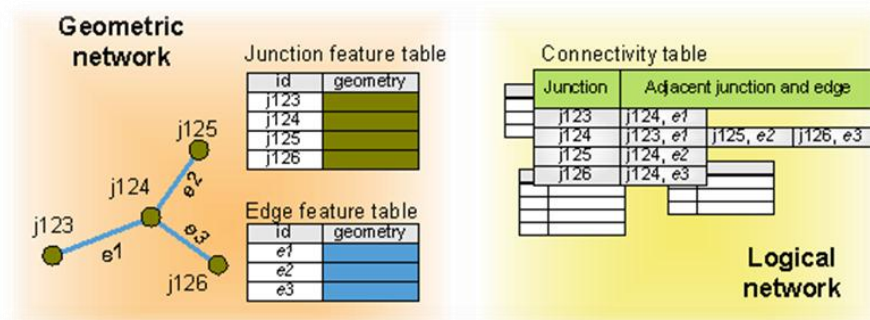 Geometric
network
j125
j124
e2
j123
e3
e1
j126
Junction feature table
id geometry
j123
j124
j125
j126
Edge feature table
id geometry
e1
e2
e3
Connectivity table
Junction Adjacent junction and edge
j123 j124, e1
j124 j123, e1 j125, e2 j126, e3
j125 j124, e2
j126 j124, e3
Logical
network